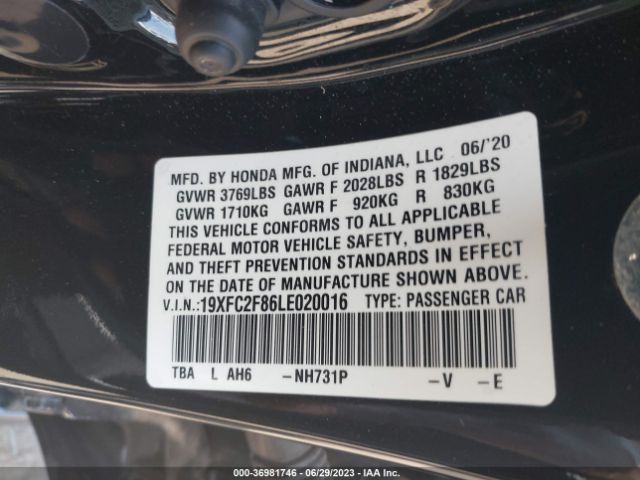 MFD. BY HONDA MFG. OF INDIANA, LLC 06/'20
GVWR 3769LBS GAWR F 2028LBS R 1829LBS
GVWR 1710KG GAWR F 920KG R 830KG
THIS VEHICLE CONFORMS TO ALL APPLICABLE
FEDERAL MOTOR VEHICLE SAFETY, BUMPER,
AND THEFT PREVENTION STANDARDS IN EFFECT
ON THE DATE OF MANUFACTURE SHOWN ABOVE.
V.I.N.:19XFC2F86LE020016 TYPE: PASSENGER CAR
TBA L AH6 -NH731P -V -E
000-36981746 - 06/29/2023 - IAA Inc.